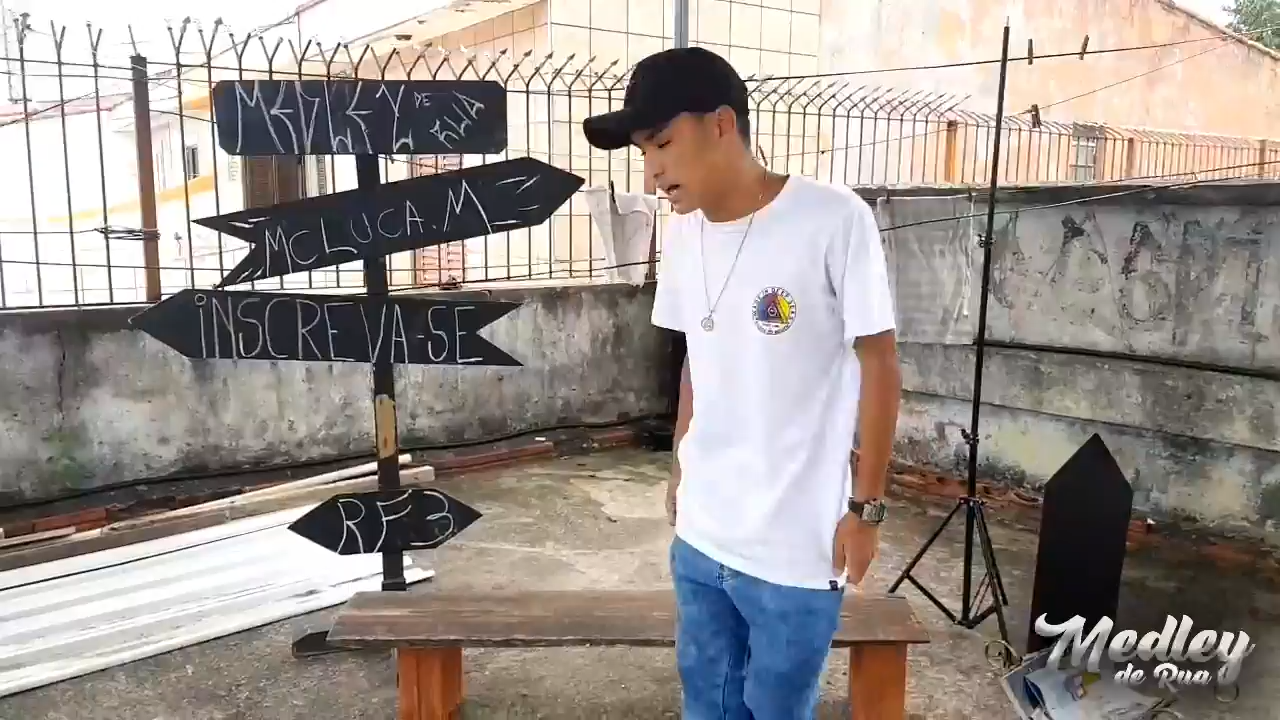 MEDLEY DE RUA
MC LUCA.M
INSCREVA-SE
RF3
Medley
de Rua